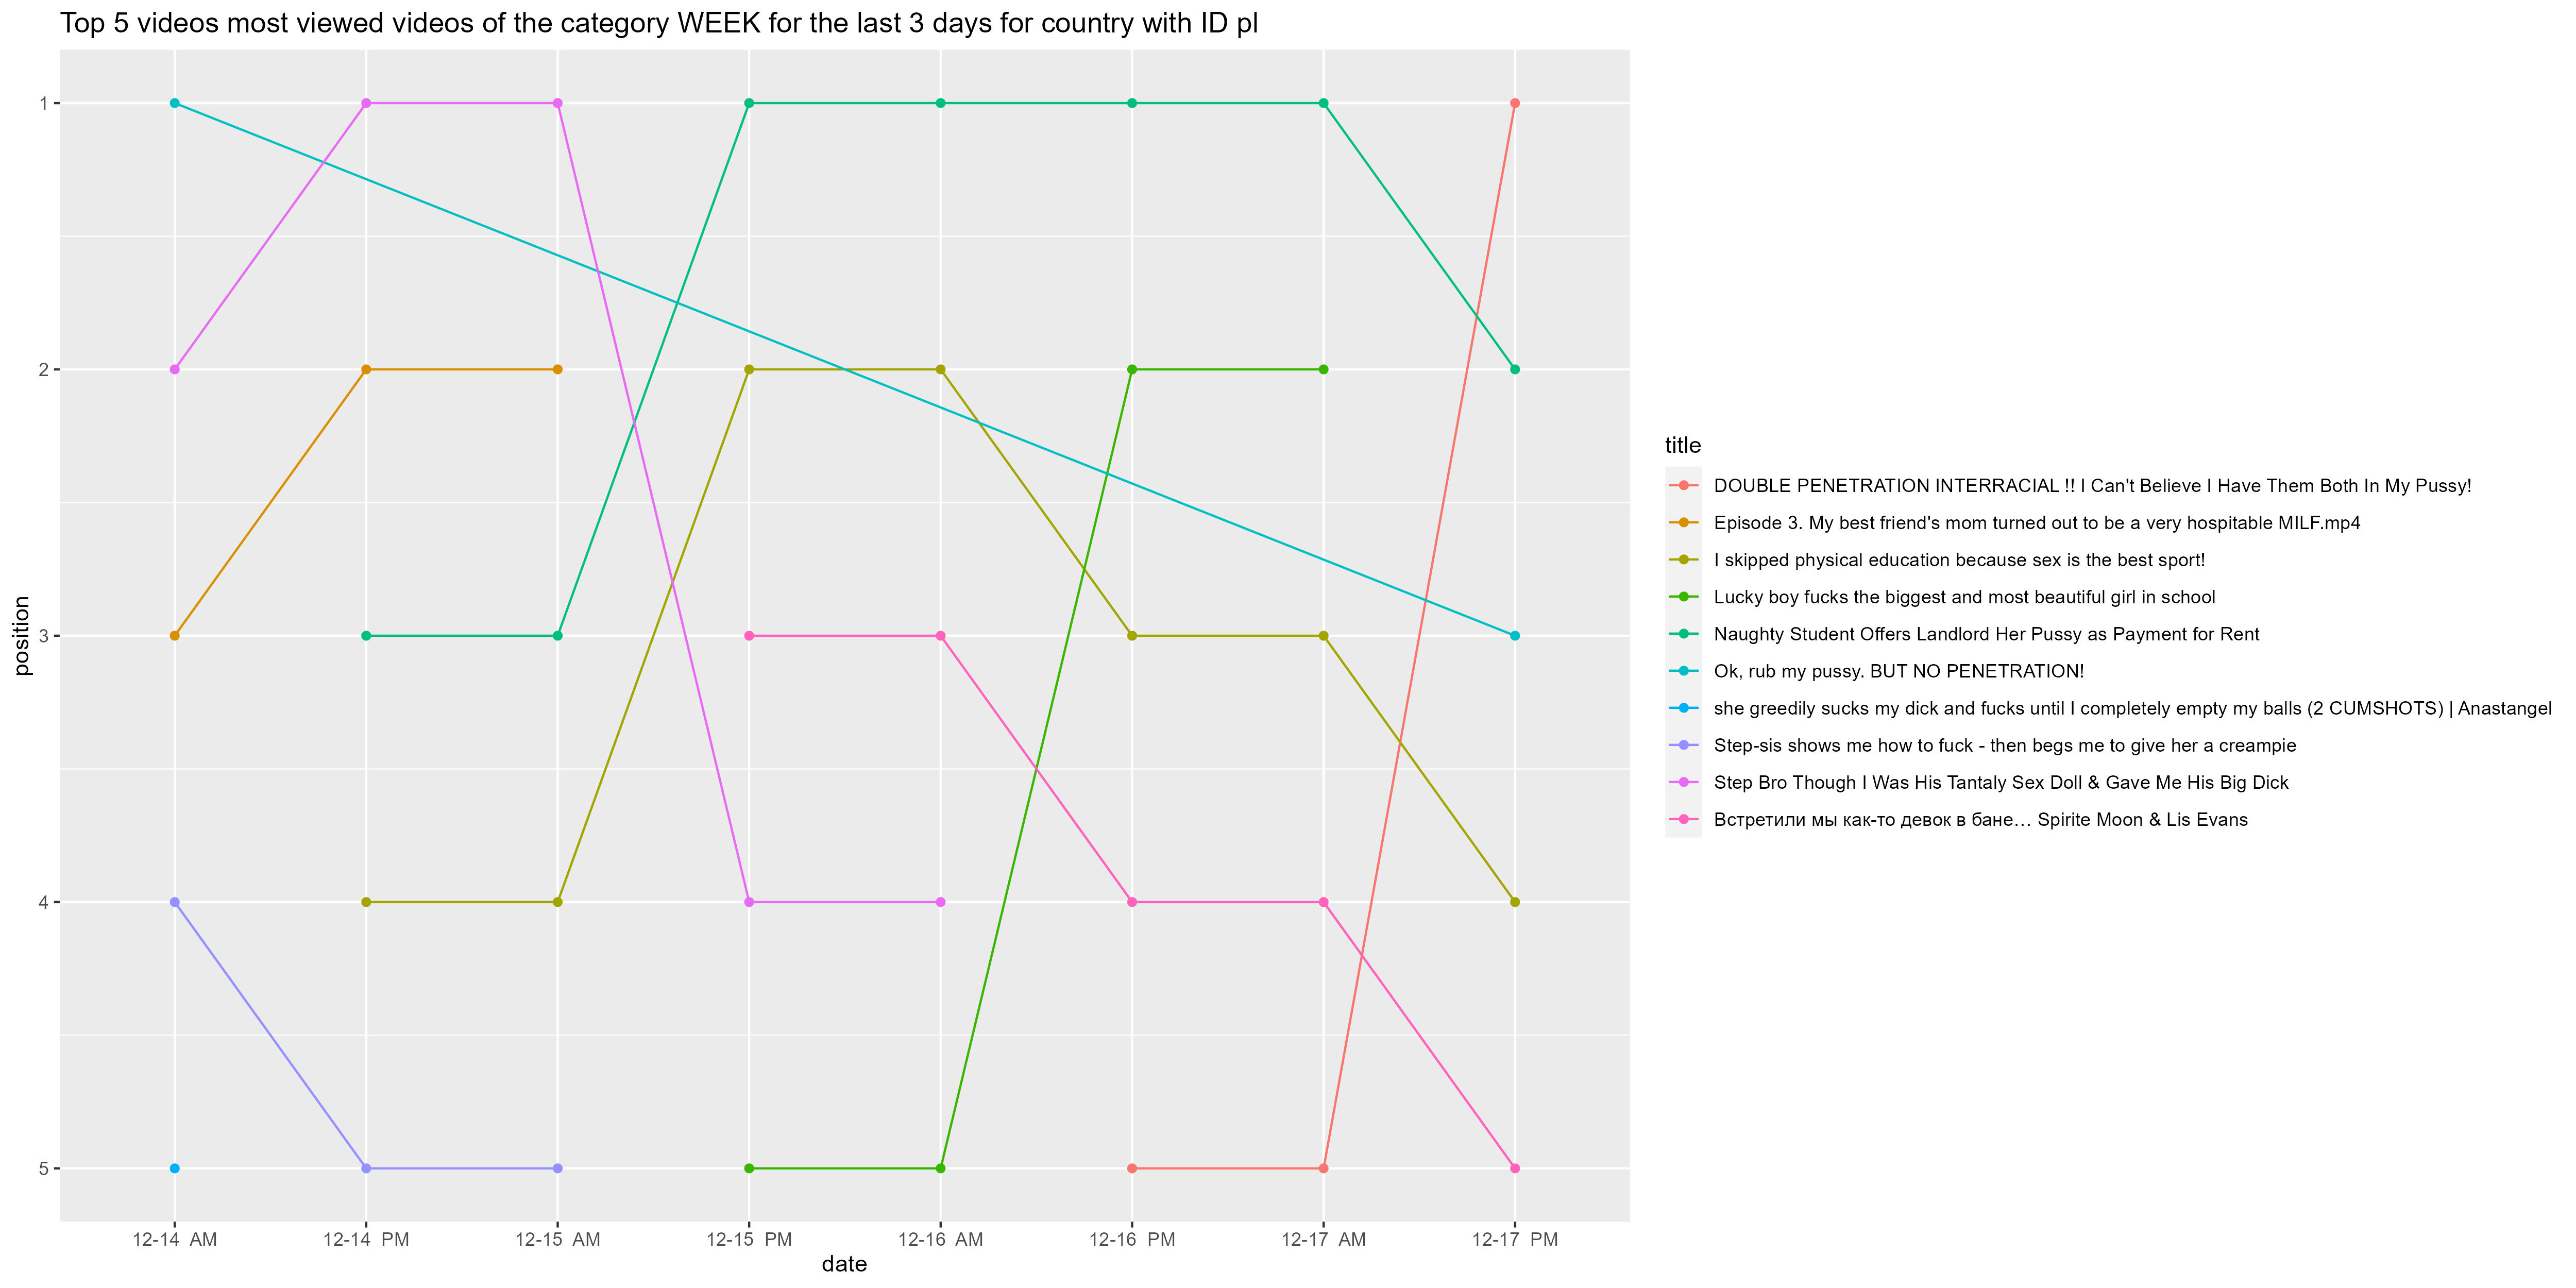 Top 5 videos most viewed videos of the category WEEK for the last 3 days for country with ID pl
position
1
2
3
4
5
12-14 AM
12-14 PM
12-15 AM
12-15 PM
12-16 AM
12-16 PM
12-17 AM
12-17 PM
date
title
DOUBLE PENETRATION INTERRACIAL !! I Can't Believe I Have Them Both In My Pussy!
Episode 3. My best friend's mom turned out to be a very hospitable MILF.mp4
I skipped physical education because sex is the best sport!
Lucky boy fucks the biggest and most beautiful girl in school
Naughty Student Offers Landlord Her Pussy as Payment for Rent
Ok, rub my pussy. BUT NO PENETRATION!
she greedily sucks my dick and fucks until I completely empty my balls (2 CUMSHOTS) | Anastangel
Step-sis shows me how to fuck - then begs me to give her a creampie
Step Bro Though I Was His Tantaly Sex Doll & Gave Me His Big Dick
Встретили мы как-то девок в бане… Spirite Moon & Lis Evans